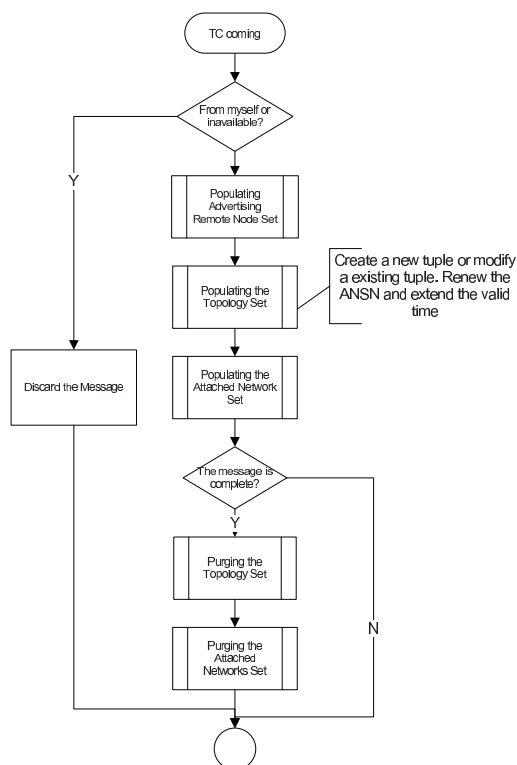 TC coming
From myself or
inavailable?
Y
Populating
Advertising
Remote Node Set
Create a new tuple or modify
a existing tuple. Renew the
ANSN and extend the valid
time
Populating the
Topology Set
Discard the Message
Populating the
Attached Network
Set
The message is
complete?
Y
Purging the
Topology Set
N
Purging the
Attached
Networks Set